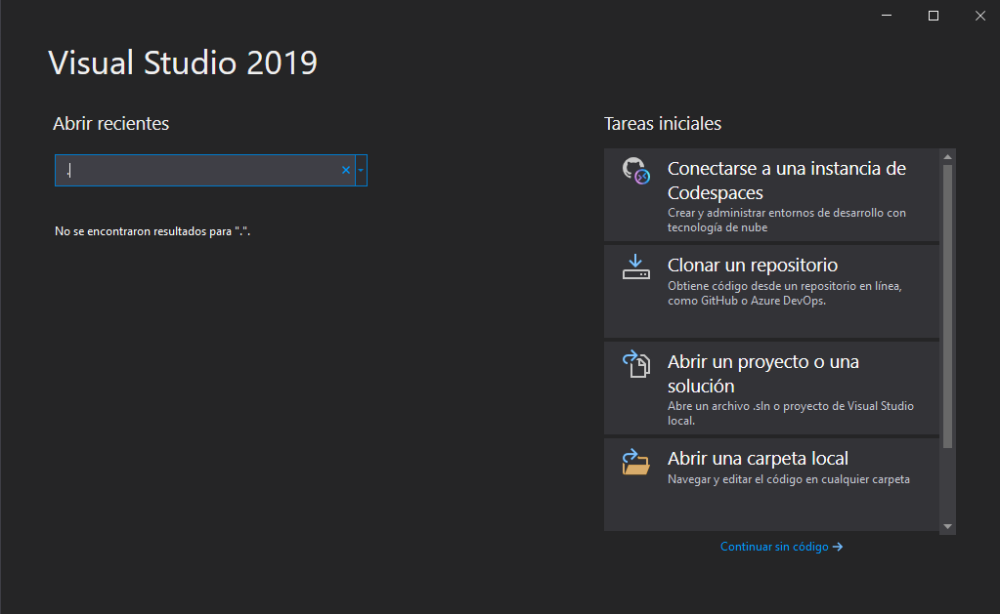 Visual Studio 2019
Abrir recientes
.
No se encontraron resultados para ".".
Tareas iniciales
Conectarse a una instancia de
Codespaces
Crear y administrar entornos de desarrollo con
tecnología de nube
Clonar un repositorio
Obtiene código desde un repositorio en línea,
como GitHub o Azure DevOps.
Abrir un proyecto o una
solución
Abre un archivo .sln o proyecto de Visual Studio
local.
Abrir una carpeta local
Navegar y editar el código en cualquier carpeta
Continuar sin código →